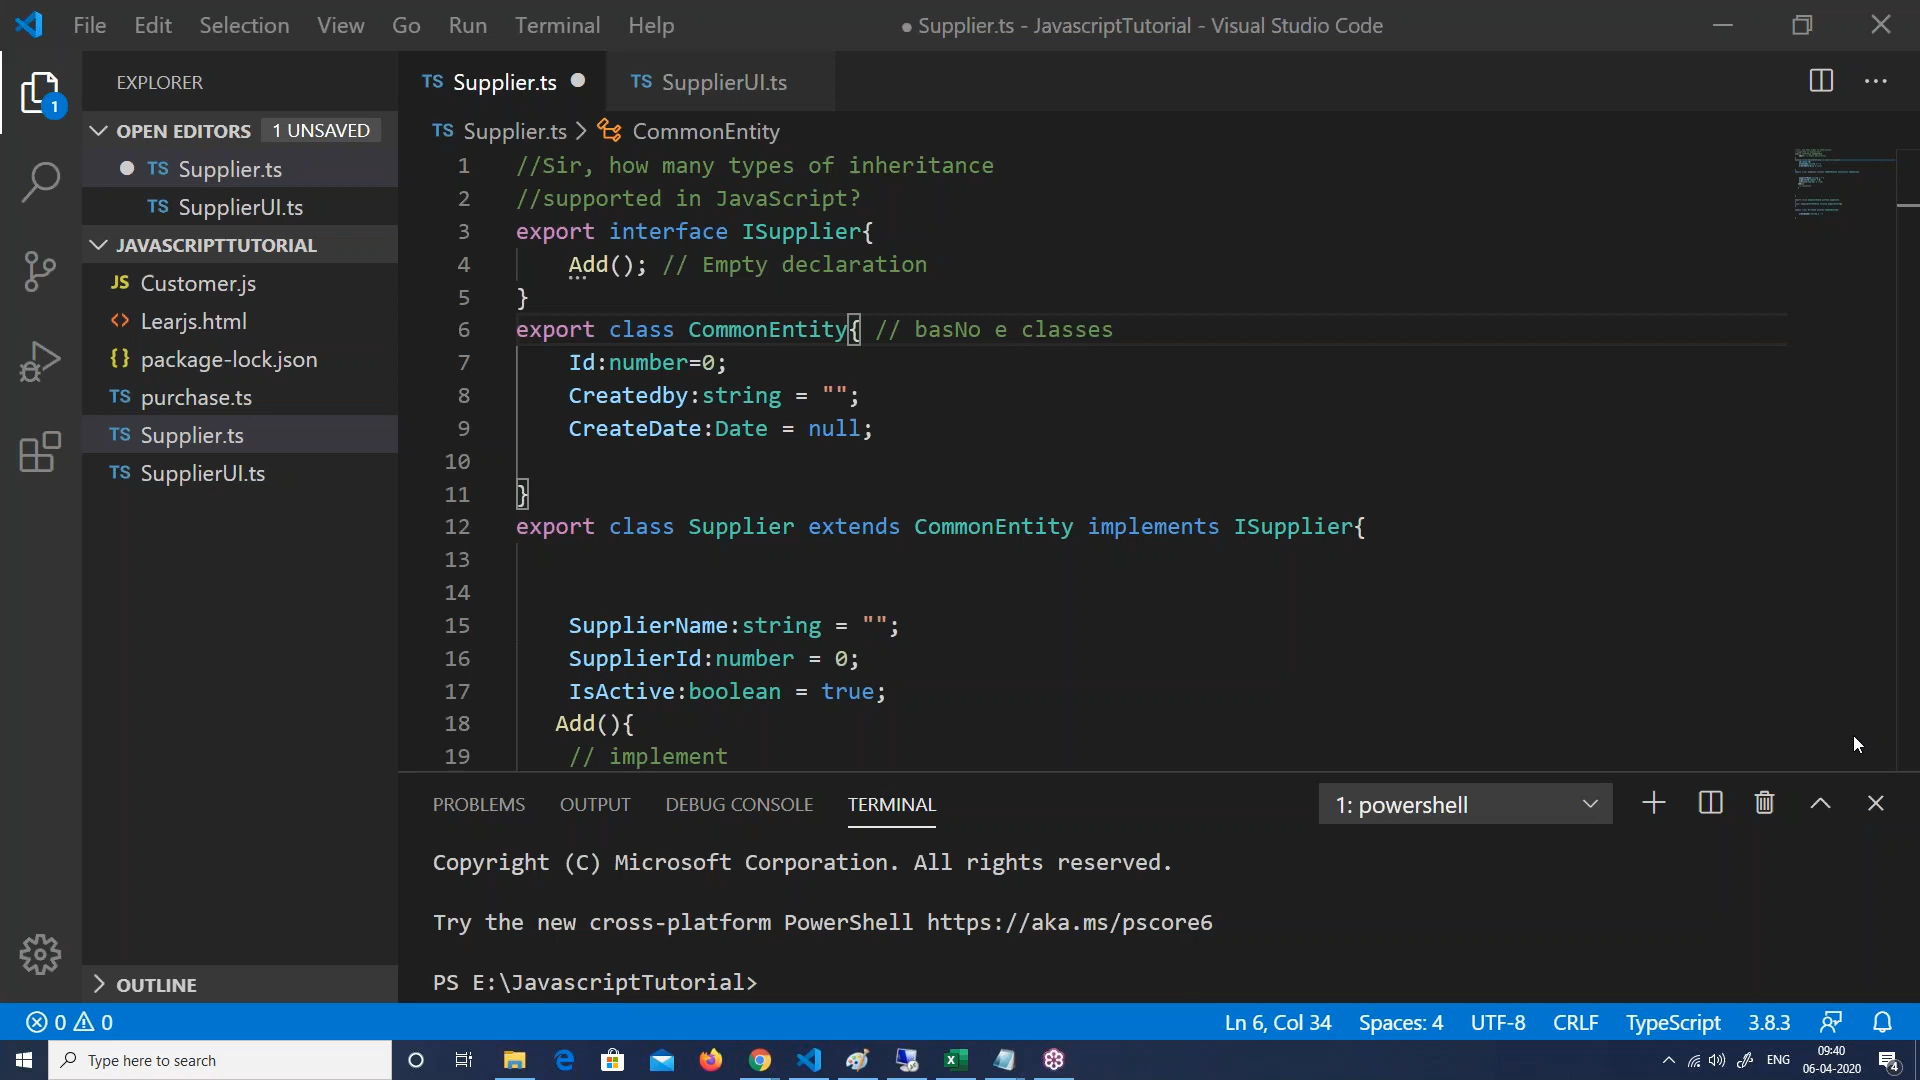 File Edit Selection View Go Run Terminal Help
● Supplier.ts - JavascriptTutorial - Visual Studio Code
EXPLORER
OPEN EDITORS 1 UNSAVED
TS Supplier.ts
TS SupplierUI.ts
JAVASCRIPTTUTORIAL
JS Customer.js
<> Learjs.html
{} package-lock.json
TS purchase.ts
TS Supplier.ts
TS SupplierUI.ts
OUTLINE
1
TS Supplier.ts ●
TS SupplierUI.ts
TS Supplier.ts > CommonEntity
1 //Sir, how many types of inheritance
2 //supported in JavaScript?
3 export interface ISupplier{
4 Add(); // Empty declaration
5 }
6 export class CommonEntity{ // basNo e classes
7 Id:number=0;
8 Createdby:string = "";
9 CreateDate:Date = null;
10
11 }
12 export class Supplier extends CommonEntity implements ISupplier{
13
14
15 SupplierName:string = "";
16 SupplierId:number = 0;
17 IsActive:boolean = true;
18 Add(){
19 // implement
PROBLEMS OUTPUT DEBUG CONSOLE TERMINAL
1: powershell
Copyright (C) Microsoft Corporation. All rights reserved.
Try the new cross-platform PowerShell https://aka.ms/pscore6
PS E:\JavascriptTutorial>
0 0
Ln 6, Col 34 Spaces: 4 UTF-8 CRLF TypeScript 3.8.3
Type here to search
ENG
09:40
06-04-2020
4